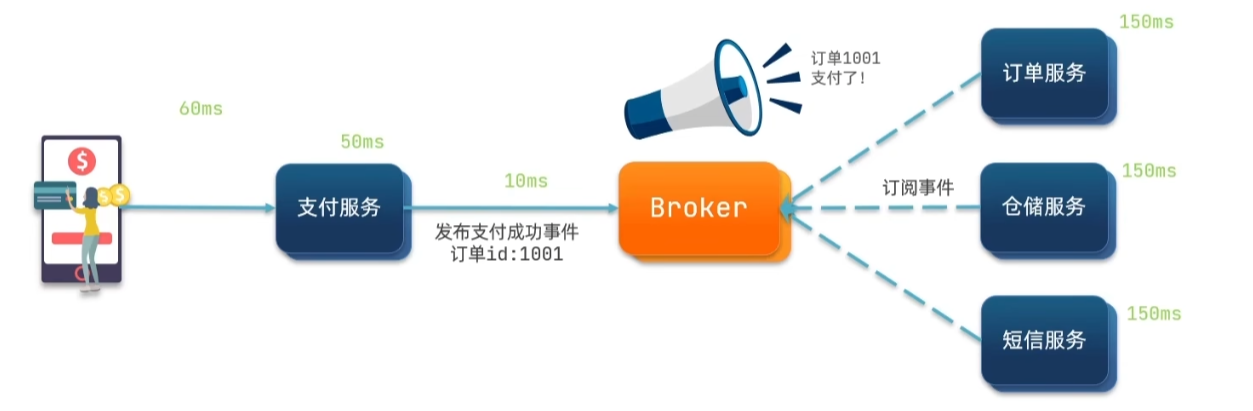 150ms
订单1001
支付了!
订单服务
60ms
50ms
10ms
150ms
支付服务
Broker
订阅事件
仓储服务
发布支付成功事件
订单id:1001
150ms
短信服务
$
$
$